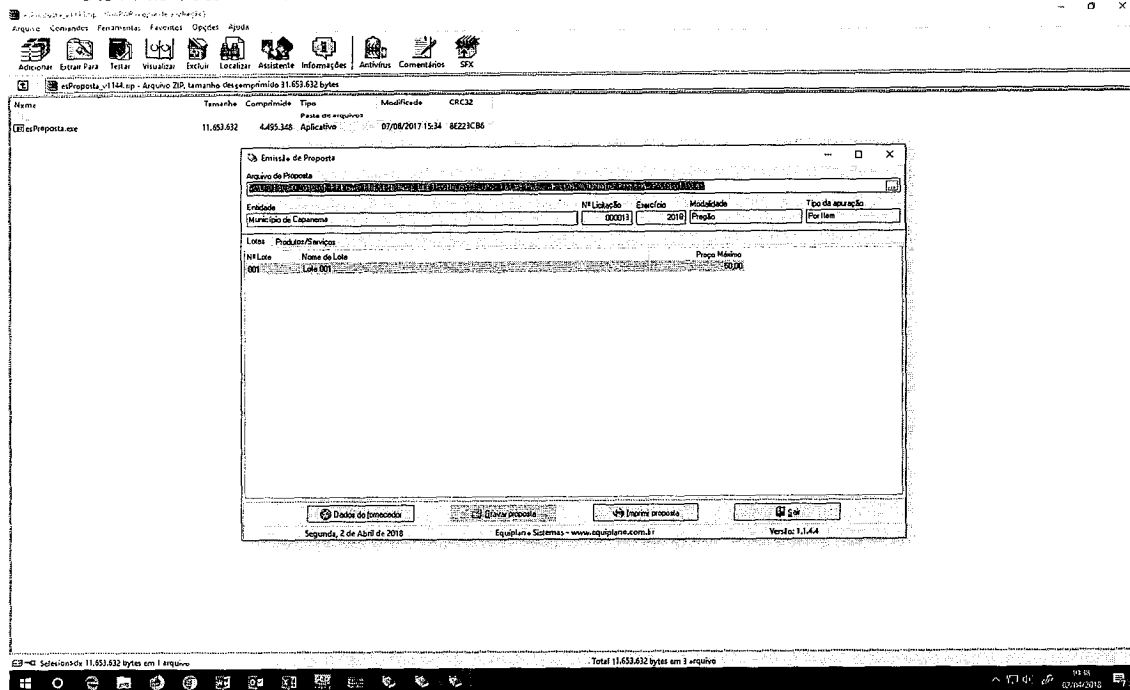 Arquivo Comandos Ferramentas Favoritos Opções Ajuda
Adicionar Extrair Para Testar Visualizar Excluir Localizar Assistente Informações Antivírus Comentários SFX
esProposta_v1144.zip - Arquivo ZIP, tamanho descomprimido 11.653.632 bytes
Nome Tamanho Comprimido Tipo Modificado CRC32
Pasta de arquivos
esProposta.exe 11.653.632 4.495.348 Aplicativo 07/08/2017 15:34 8E223CB6
Emissão de Proposta
Arquivo de Proposta
Entidade Nº Licitação Exercício Modalidade Tipo da apuração
Município de Capanema 000013 2018 Pregão Por Item
Lotes Produtos/Serviços
Nº Lote Nome do Lote Preço Máximo
001 Lote 001 60,00
Dados do fornecedor Gravar proposta Imprimir proposta Sair
Segunda, 2 de Abril de 2018 Equiplano Sistemas - www.equiplano.com.br Versão: 1.1.4.4
Selecionado 11.653.632 bytes em 1 arquivo Total 11.653.632 bytes em 1 arquivo
02/04/2018